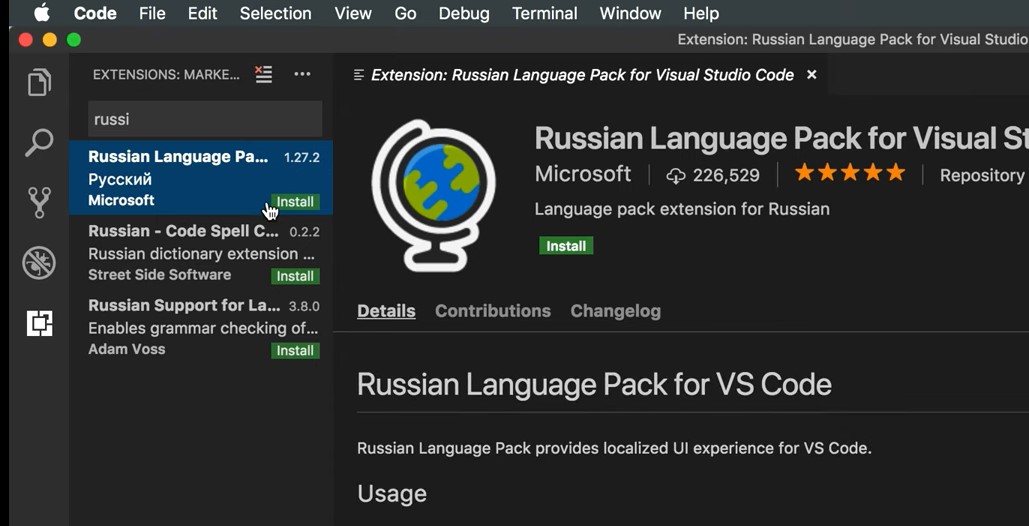 Code File Edit Selection View Go Debug Terminal Window Help
Extension: Russian Language Pack for Visual Studio
EXTENSIONS: MARKE... ...
russi
Russian Language Pa... 1.27.2
Русский
Microsoft Install
Russian - Code Spell C... 0.2.2
Russian dictionary extension ...
Street Side Software Install
Russian Support for La... 3.8.0
Enables grammar checking of...
Adam Voss Install
Extension: Russian Language Pack for Visual Studio Code
Russian Language Pack for Visual St
Microsoft 226,529 Repository
Language pack extension for Russian
Install
Details Contributions Changelog
Russian Language Pack for VS Code
Russian Language Pack provides localized UI experience for VS Code.
Usage